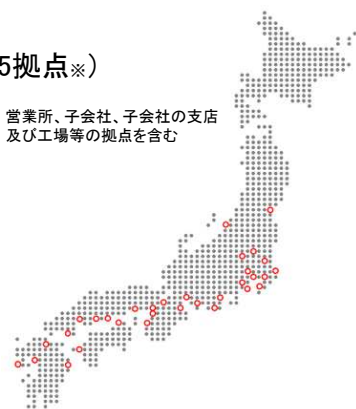 5拠点※)
営業所、子会社、子会社の支店
及び工場等の拠点を含む